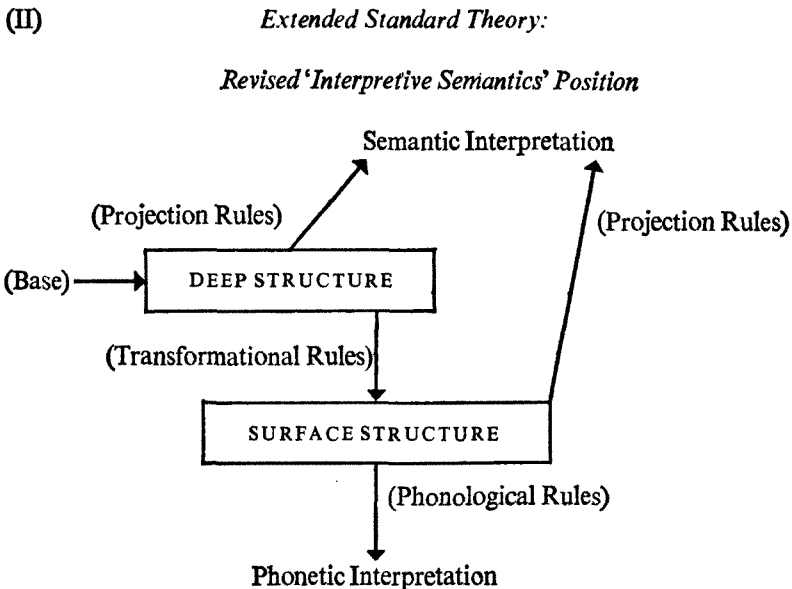 (II) Extended Standard Theory:
Revised 'Interpretive Semantics' Position
Semantic Interpretation
(Projection Rules)
(Projection Rules)
(Base)
DEEP STRUCTURE
(Transformational Rules)
SURFACE STRUCTURE
(Phonological Rules)
Phonetic Interpretation